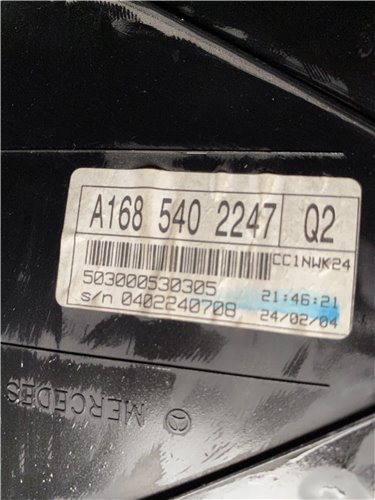 A168 540 2247 Q2
CC1NWK24
503000530305
21:46:21
s/n 0402240708
24/02/04
MERCEDES